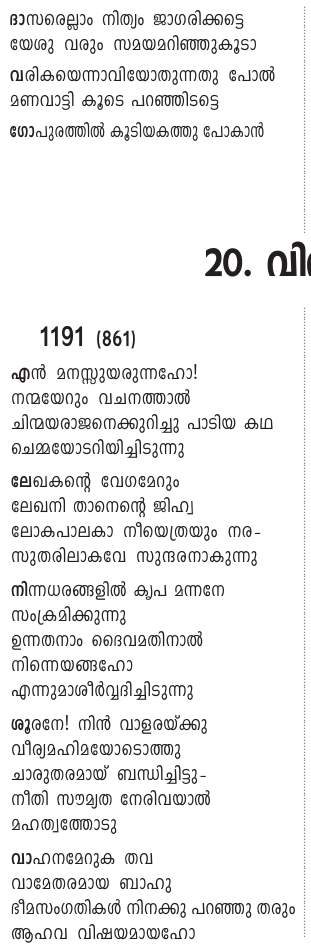 ദാസരെല്ലാം നിത്യം ജാഗരിക്കട്ടെ
യേശു വരും സമയമറിഞ്ഞുകൂടാ
വരികയെന്നാവിയോതുന്നതു പോൽ
മണവാട്ടി കൂടെ പറഞ്ഞിടട്ടെ
ഗോപുരത്തിൽ കൂടിയകത്തു പോകാൻ
20.
1191 (861)
എൻ മനസ്സുയരുന്നഹോ!
നന്മയേറും വചനത്താൽ
ചിന്മയരാജനെക്കുറിച്ചു പാടിയ കഥ
ചെമ്മയോടറിയിച്ചിടുന്നു
ലേഖകന്റെ വേഗമേറും
ലേഖനി താനെന്റെ ജിഹ്വ
ലോകപാലകാ നീയെത്രയും നര-
സുതരിലാകവേ സുന്ദരനാകുന്നു
നിന്നധരങ്ങളിൽ കൃപ മന്നനേ
സംക്രമിക്കുന്നു
ഉന്നതനാം ദൈവമതിനാൽ
നിന്നെയങ്ങഹോ
എന്നുമാശീർവ്വദിച്ചിടുന്നു
ശൂരനേ! നിൻ വാളരയ്ക്കു
വീര്യമഹിമയോടൊത്തു
ചാരുതരമായ് ബന്ധിച്ചിട്ടു-
നീതി സൗമ്യത നേരിവയാൽ
മഹത്വത്തോടു
വാഹനമേറുക തവ
വാമേതരമായ ബാഹു
ഭീമസംഗതികൾ നിനക്കു പറഞ്ഞു തരും
ആഹവ വിഷയമായഹോ